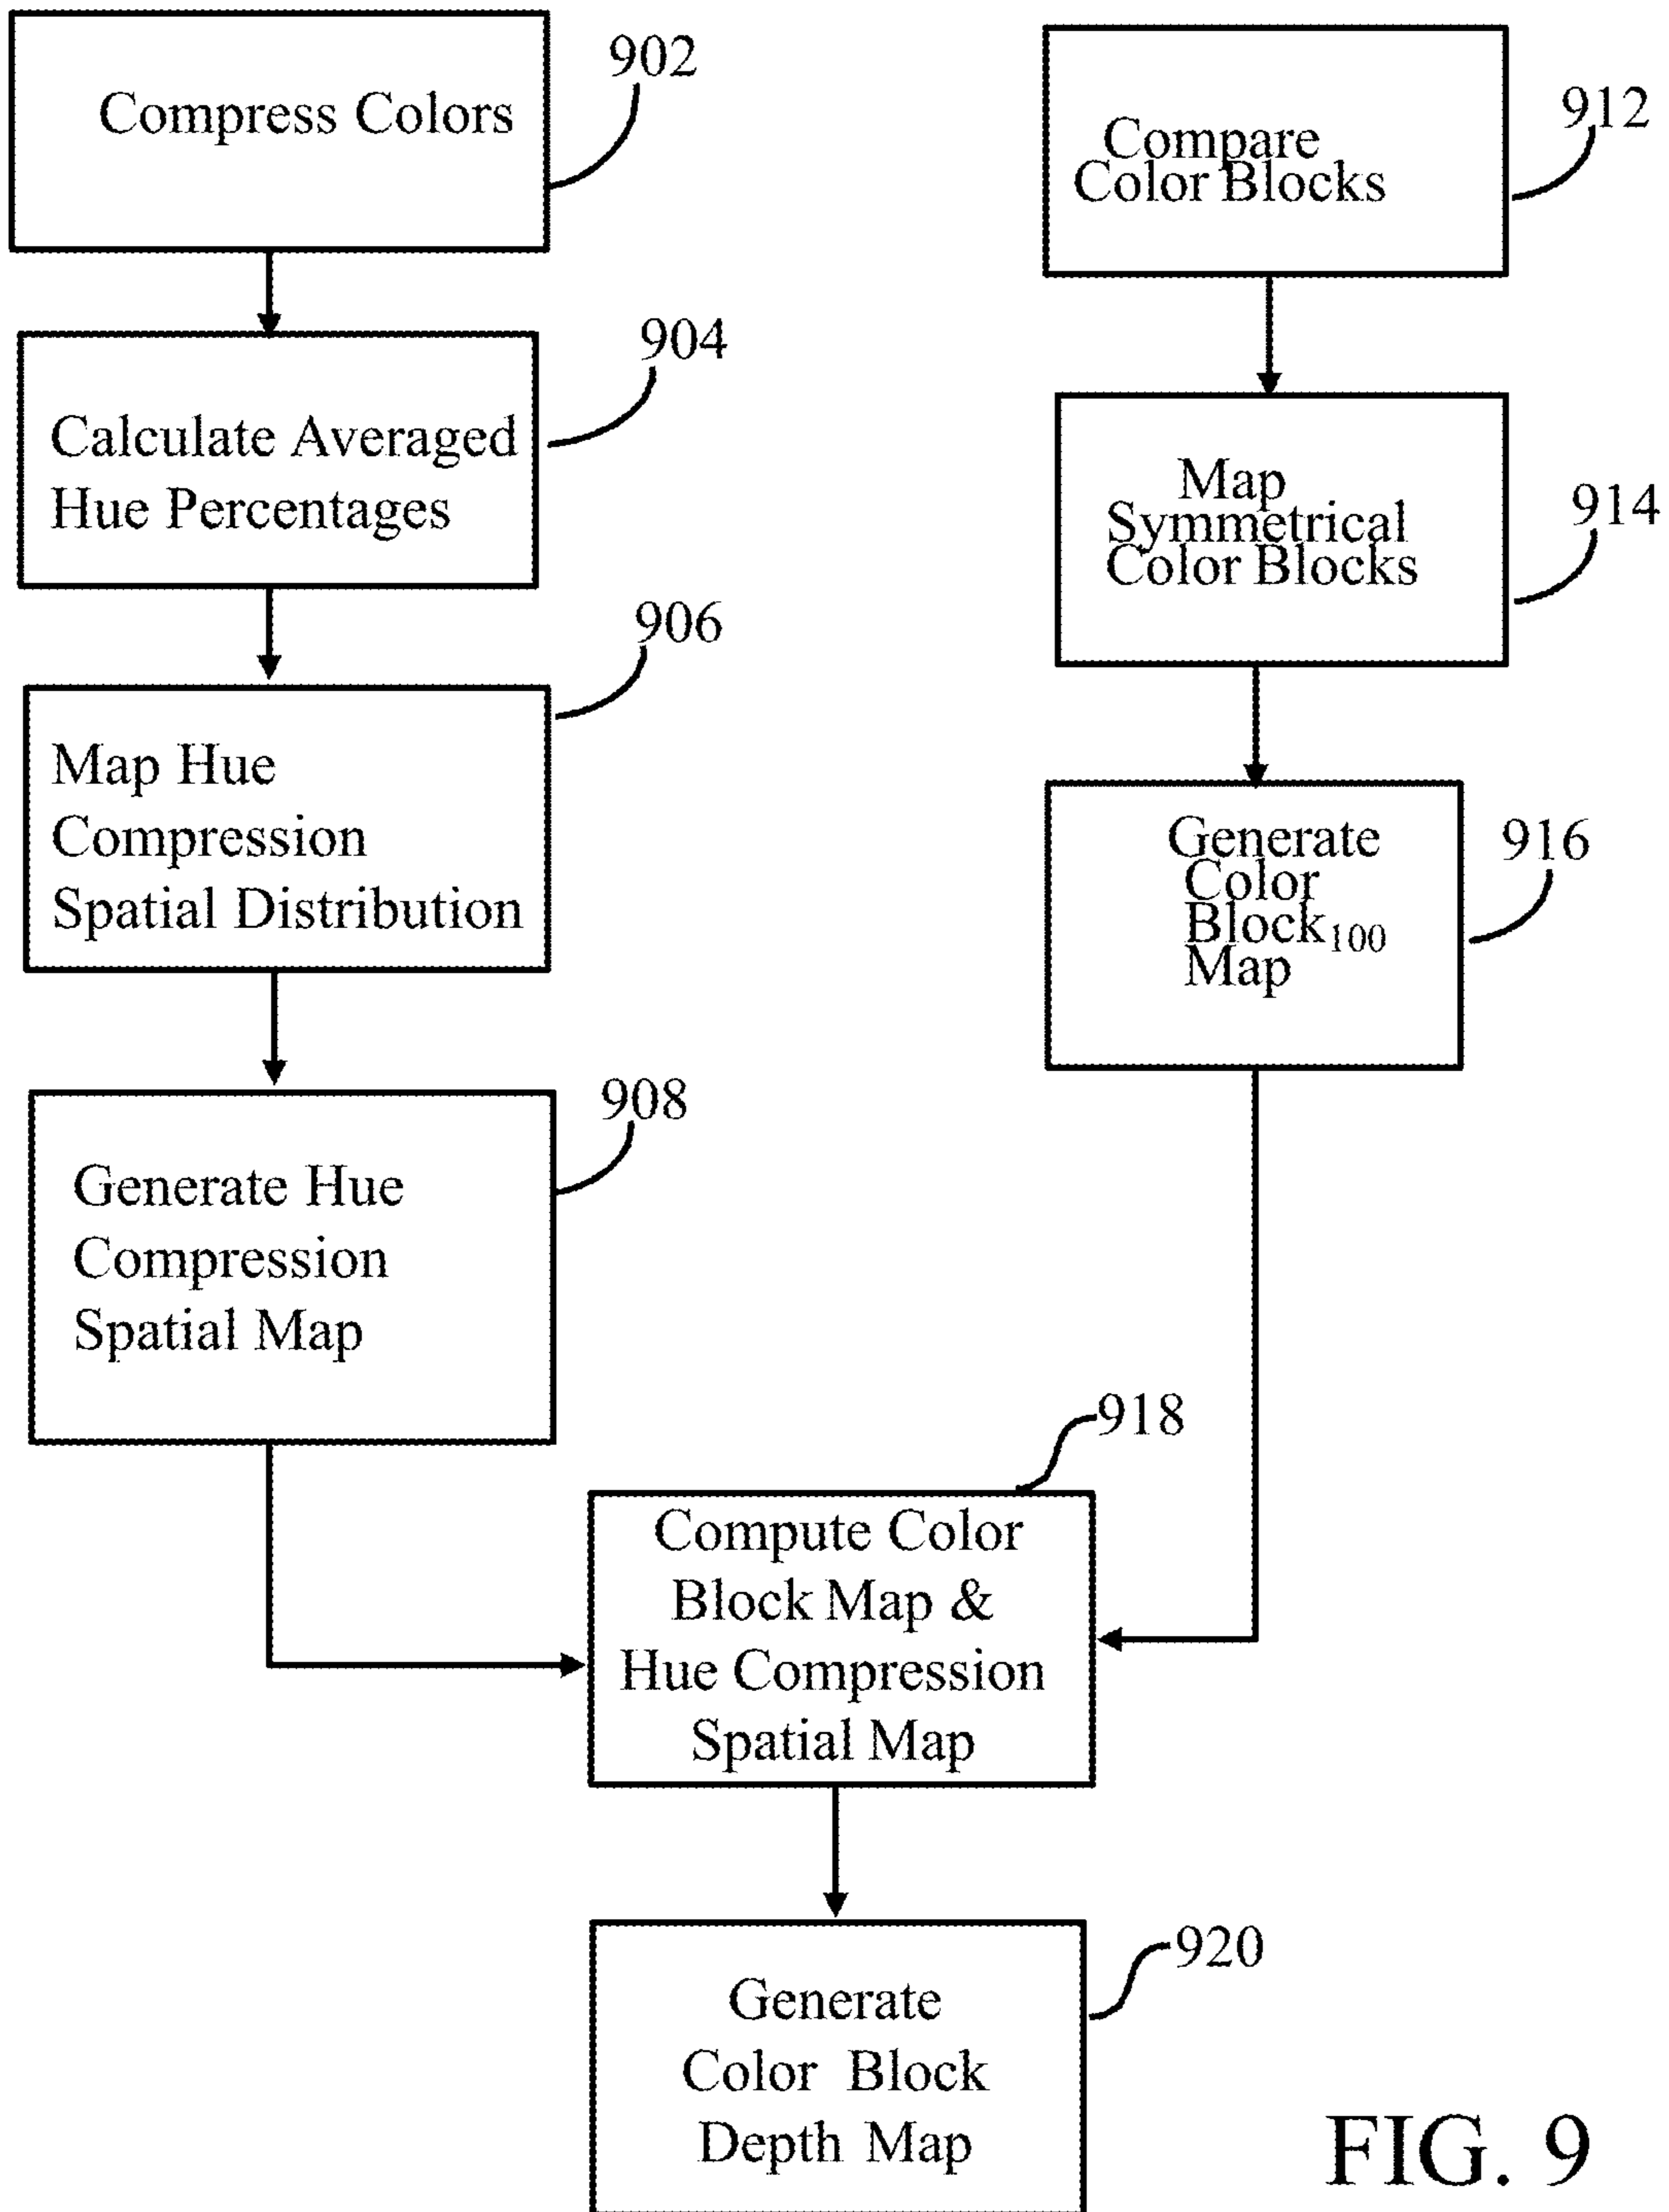 902
Compress Colors
904
Calculate Averaged
Hue Percentages
906
Map Hue
Compression
Spatial Distribution
908
Generate Hue
Compression
Spatial Map
912
Compare
Color Blocks
914
Map
Symmetrical
Color Blocks
916
Generate
Color
Block100
Map
918
Compute Color
Block Map &
Hue Compression
Spatial Map
920
Generate
Color Block
Depth Map
FIG. 9